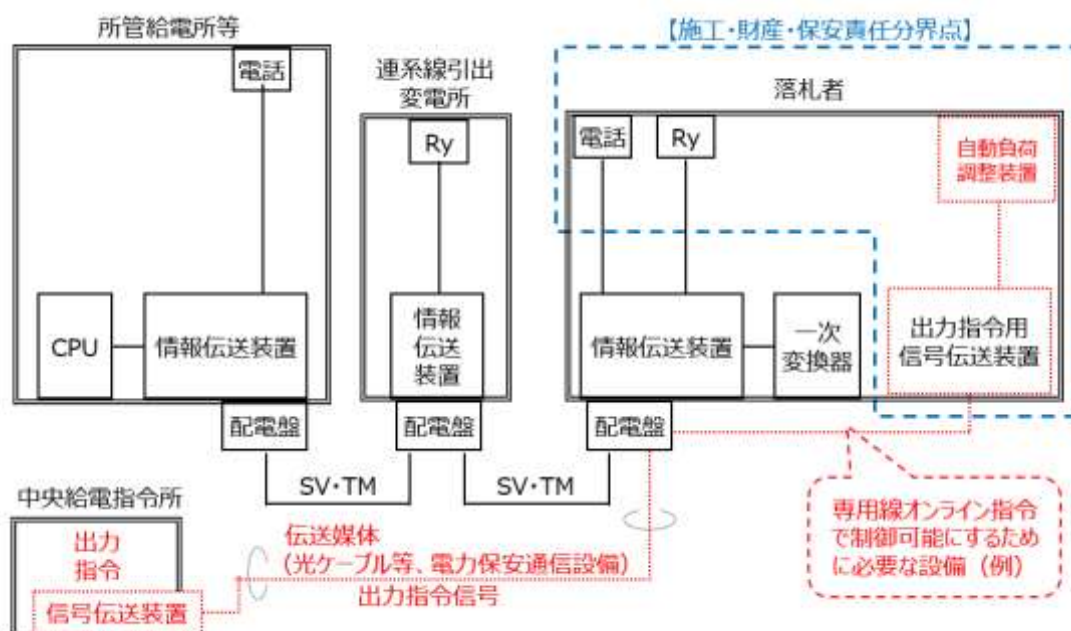 所管給電所等
電話
CPU
情報伝送装置
配電盤
連系線引出
変電所
Ry
情報
伝送
装置
配電盤
【施工・財産・保安責任分界点】
落札者
電話
Ry
自動負荷
調整装置
情報伝送装置
一次
変換器
出力指令用
信号伝送装置
配電盤
SV・TM
SV・TM
中央給電指令所
出力
指令
信号伝送装置
伝送媒体
(光ケーブル等、電力保安通信設備)
出力指令信号
専用線オンライン指令
で制御可能にするため
に必要な設備（例）